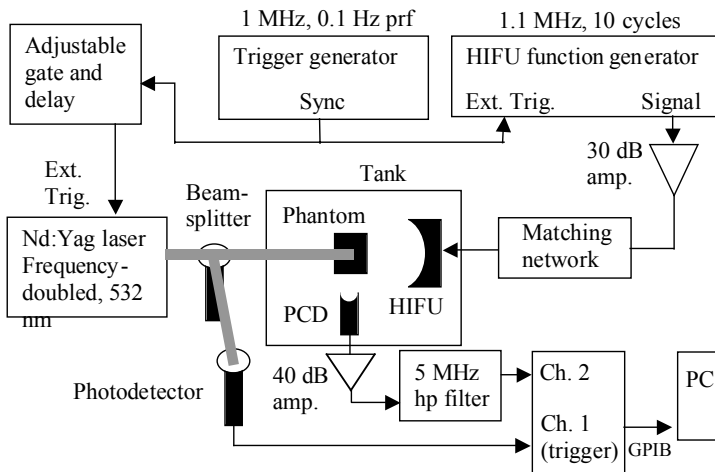 1 MHz, 0.1 Hz prf
1.1 MHz, 10 cycles
Adjustable
gate and
delay
Trigger generator
Sync
HIFU function generator
Ext. Trig.
Signal
30 dB
amp.
Ext.
Trig.
Beam-
splitter
Tank
Phantom
Nd:Yag laser
Frequency-
doubled, 532
nm
Matching
network
PCD
HIFU
Photodetector
40 dB
amp.
5 MHz
hp filter
Ch. 2
Ch. 1
(trigger)
GPIB
PC